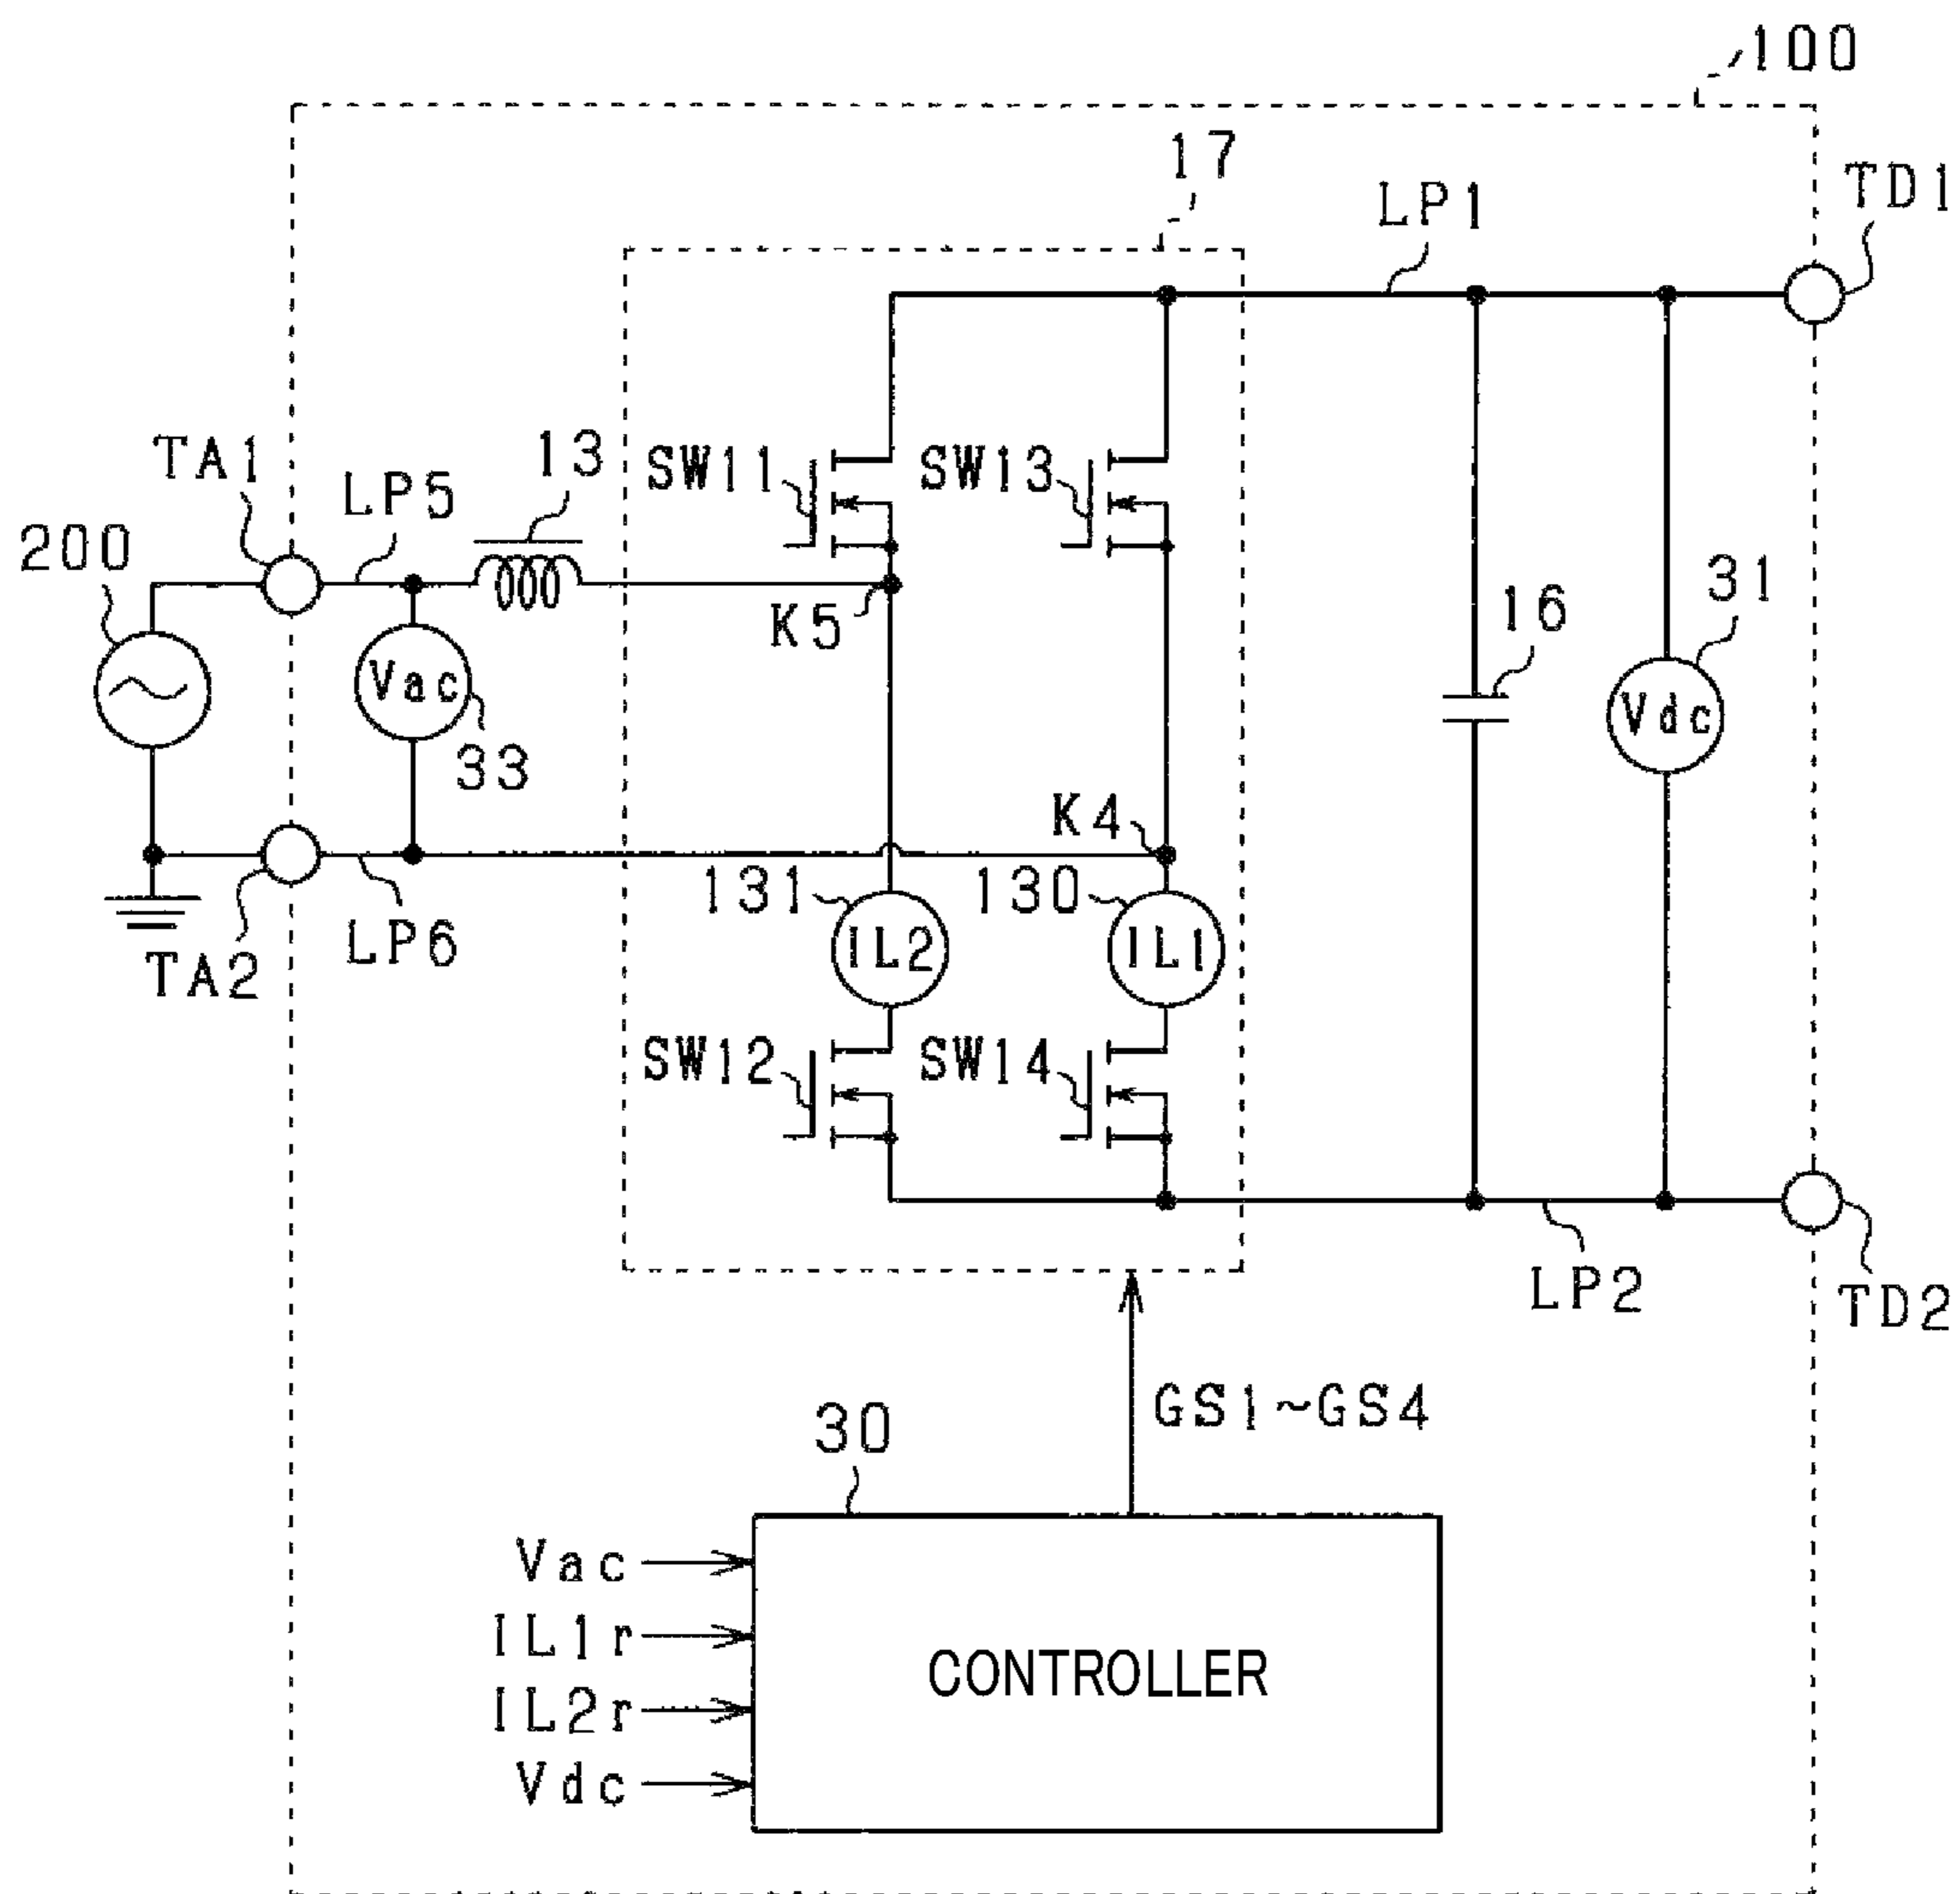 100
17
TD1
LP1
TA1
LP5
13
SW11
SW13
200
K5
16
31
Vac
Vdc
33
K4
131
130
LP6
TA2
IL2
IL1
SW12
SW14
LP2
TD2
GS1~GS4
30
Vac
IL1r
IL2r
Vdc
CONTROLLER